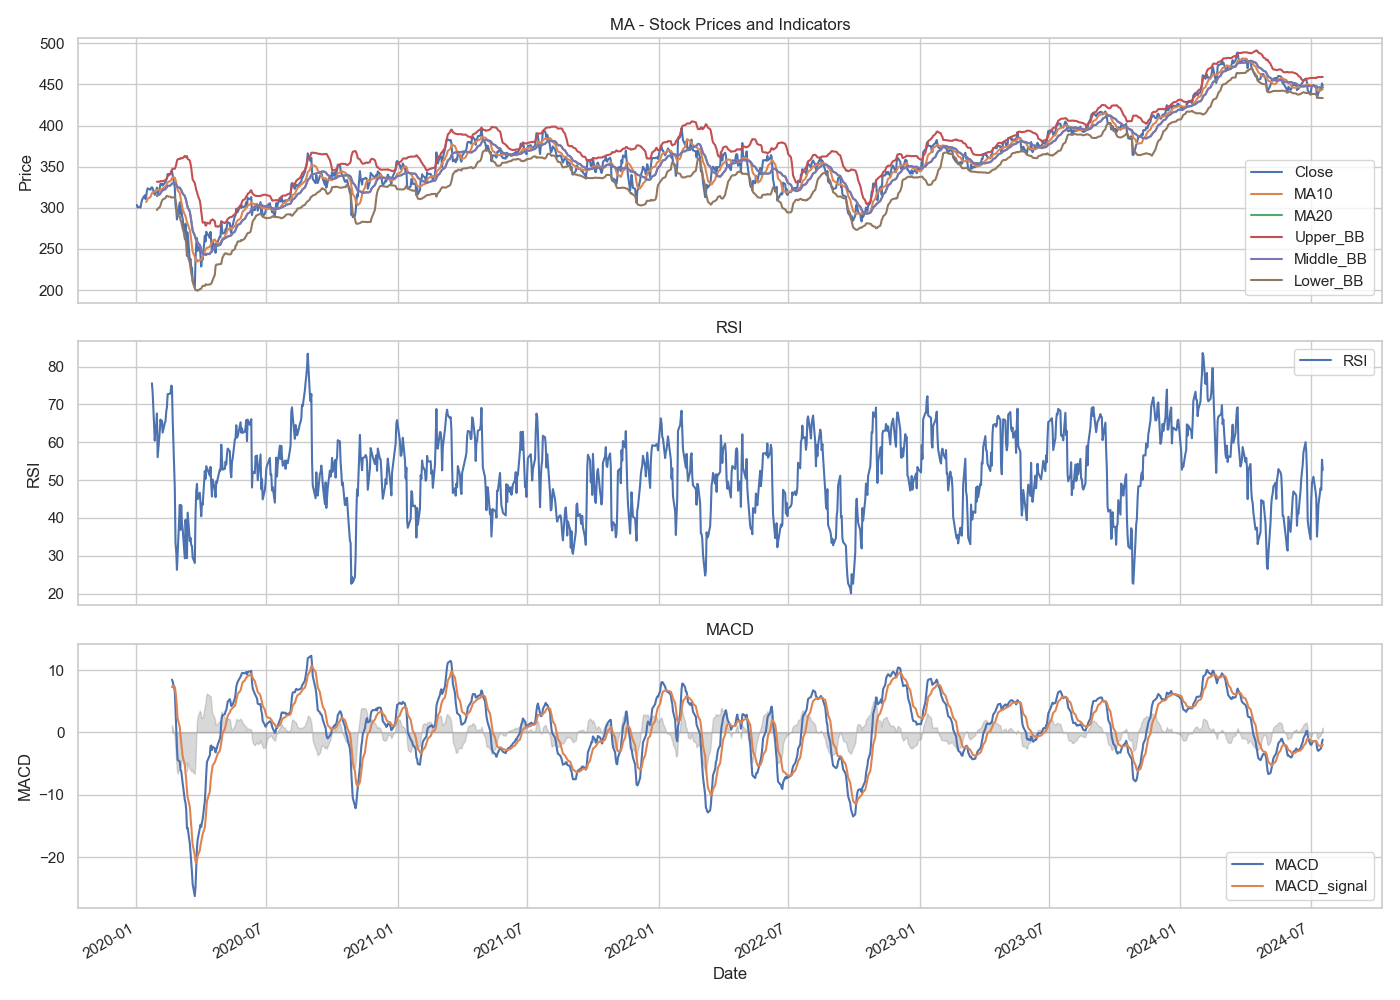 MA - Stock Prices and Indicators
500
450
400
350
300
250
200
Price
Close
MA10
MA20
Upper_BB
Middle_BB
Lower_BB
RSI
80
70
60
50
40
30
20
RSI
RSI
MACD
10
0
−10
−20
MACD
MACD
MACD_signal
2020-01
2020-07
2021-01
2021-07
2022-01
2022-07
2023-01
2023-07
2024-01
2024-07
Date